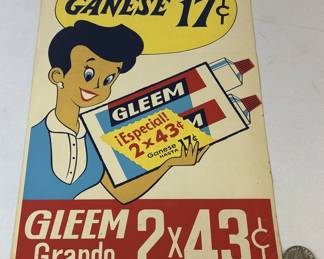 GANESE 17¢
GLEEM
¡Especial!
2 x 43¢
Ganese 17¢
HASTA
GLEEM
Grande
2x43¢